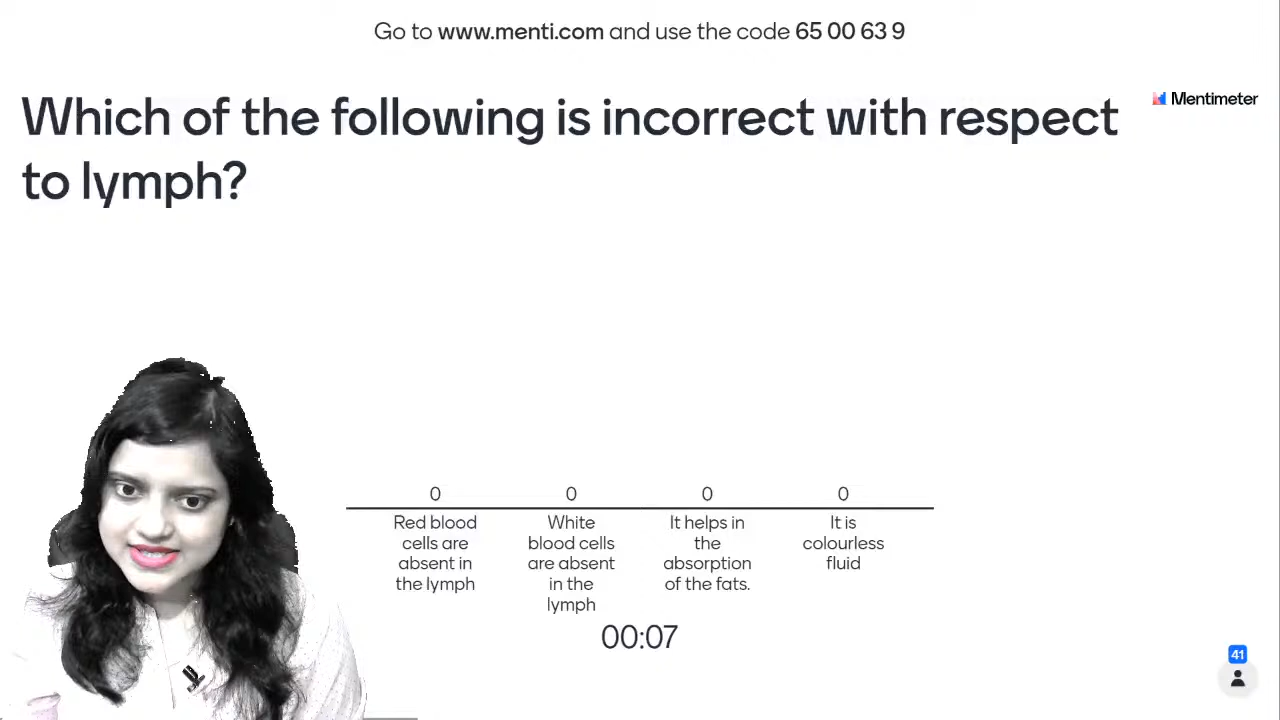 Go to www.menti.com and use the code 65 00 63 9
Which of the following is incorrect with respect
to lymph?
Mentimeter
0
0
0
0
Red blood
cells are
absent in
the lymph
White
blood cells
are absent
in the
lymph
It helps in
the
absorption
of the fats.
It is
colourless
fluid
00:07
41